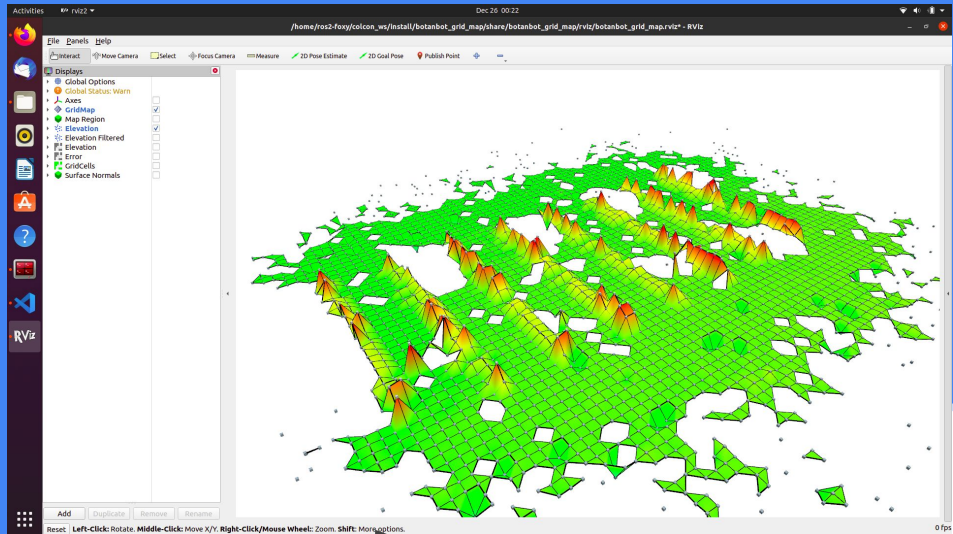 Activities
rviz2
Dec 26 00:22
/home/ros2-foxy/colcon_ws/install/botanbot_grid_map/share/botanbot_grid_map/rviz/botanbot_grid_map.rviz* - RViz
File Panels Help
Interact Move Camera Select Focus Camera Measure 2D Pose Estimate 2D Goal Pose Publish Point
Displays
Global Options
Global Status: Warn
Axes
GridMap
Map Region
Elevation
Elevation Filtered
Elevation
Error
GridCells
Surface Normals
RViz
Add Duplicate Remove Rename
Reset Left-Click: Rotate. Middle-Click: Move X/Y. Right-Click/Mouse Wheel:: Zoom. Shift: More options.
0 fps